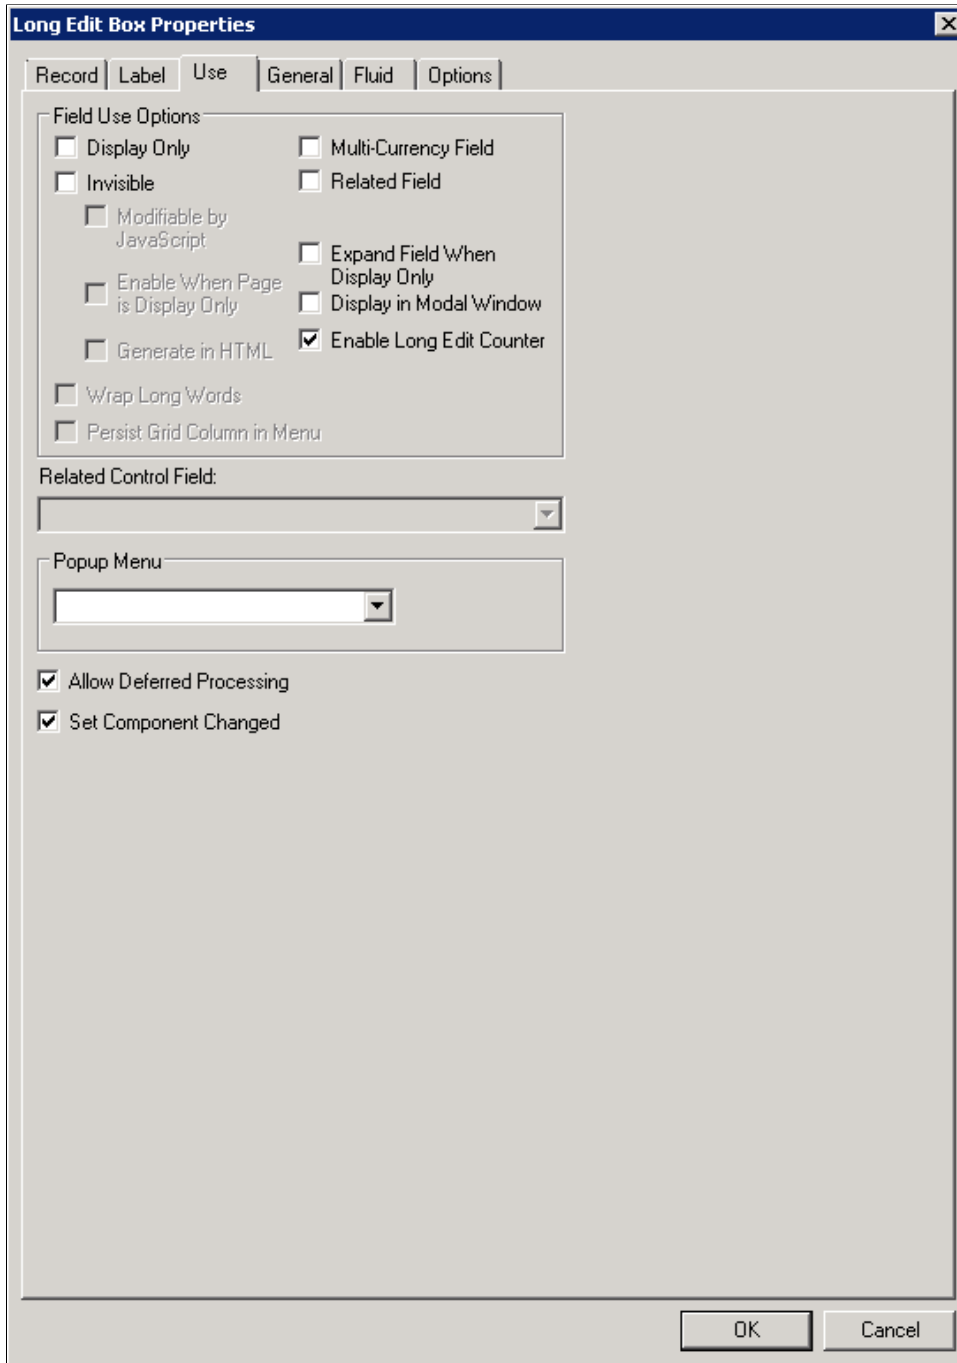 Long Edit Box Properties
Record Label Use General Fluid Options
Field Use Options
Display Only
Multi-Currency Field
Invisible
Related Field
Modifiable by
JavaScript
Expand Field When
Display Only
Enable When Page
is Display Only
Display in Modal Window
Generate in HTML
Enable Long Edit Counter
Wrap Long Words
Persist Grid Column in Menu
Related Control Field:
Popup Menu
Allow Deferred Processing
Set Component Changed
OK Cancel